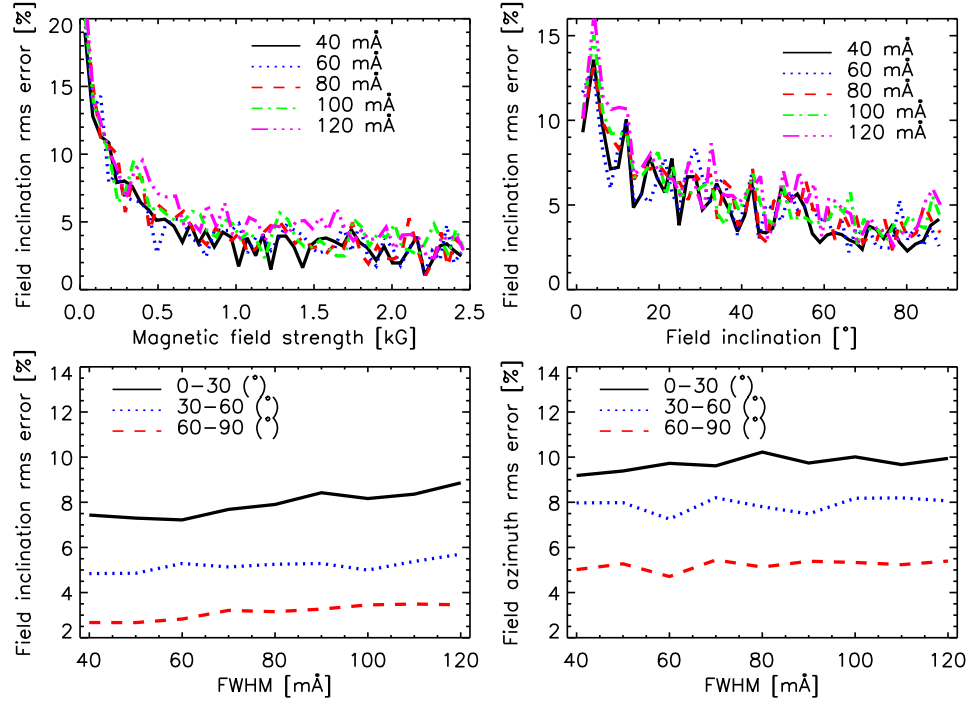 Field inclination rms error [%]
20
15
10
5
0
40 mÅ
60 mÅ
80 mÅ
100 mÅ
120 mÅ
0.0 0.5 1.0 1.5 2.0 2.5
Magnetic field strength [kG]
Field inclination rms error [%]
15
10
5
0
40 mÅ
60 mÅ
80 mÅ
100 mÅ
120 mÅ
0 20 40 60 80
Field inclination [°]
Field inclination rms error [%]
14
12
10
8
6
4
2
0–30 (°)
30–60 (°)
60–90 (°)
40 60 80 100 120
FWHM [mÅ]
Field azimuth rms error [%]
14
12
10
8
6
4
2
0–30 (°)
30–60 (°)
60–90 (°)
40 60 80 100 120
FWHM [mÅ]